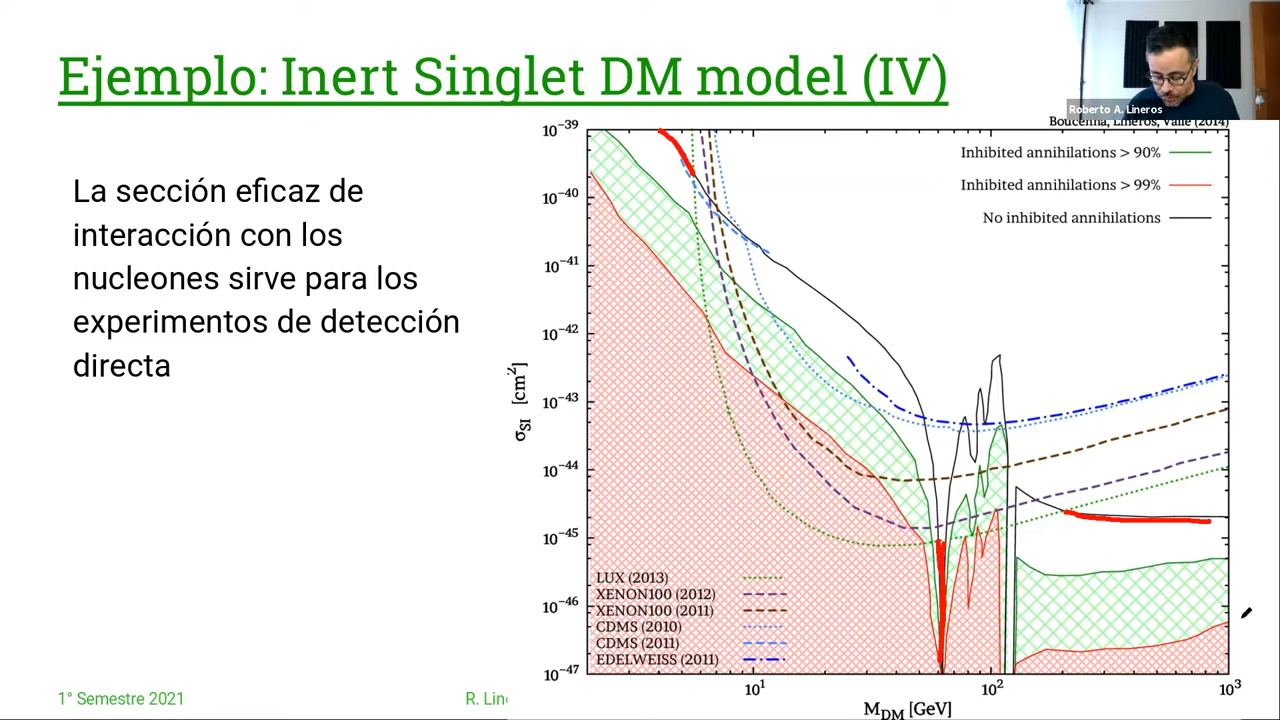 Ejemplo: Inert Singlet DM model (IV)
Roberto A. Lineros
Boucenna, Lineros, Valle (2014)
La sección eficaz de
interacción con los
nucleones sirve para los
experimentos de detección
directa
Inhibited annihilations > 90%
Inhibited annihilations > 99%
No inhibited annihilations
10⁻³⁹
10⁻⁴⁰
10⁻⁴¹
10⁻⁴²
10⁻⁴³
10⁻⁴⁴
10⁻⁴⁵
10⁻⁴⁶
10⁻⁴⁷
σSI [cm²]
LUX (2013)
XENON100 (2012)
XENON100 (2011)
CDMS (2010)
CDMS (2011)
EDELWEISS (2011)
10¹ 10² 10³
MDM [GeV]
1° Semestre 2021
R. Lin